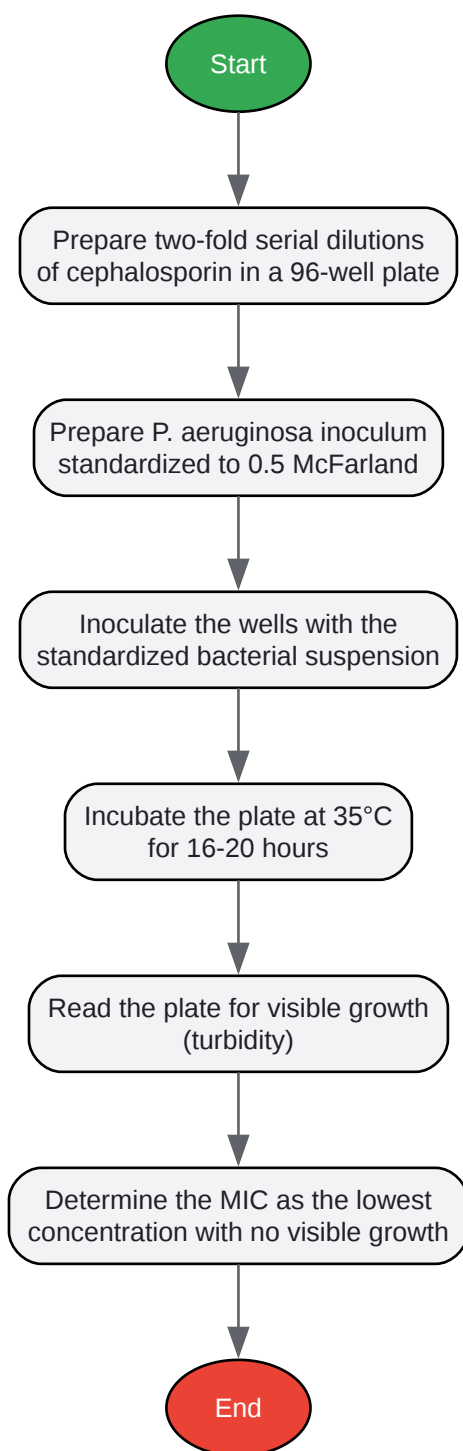 Start
Prepare two-fold serial dilutions
of cephalosporin in a 96-well plate
Prepare P. aeruginosa inoculum
standardized to 0.5 McFarland
Inoculate the wells with the
standardized bacterial suspension
Incubate the plate at 35°C
for 16-20 hours
Read the plate for visible growth
(turbidity)
Determine the MIC as the lowest
concentration with no visible growth
End